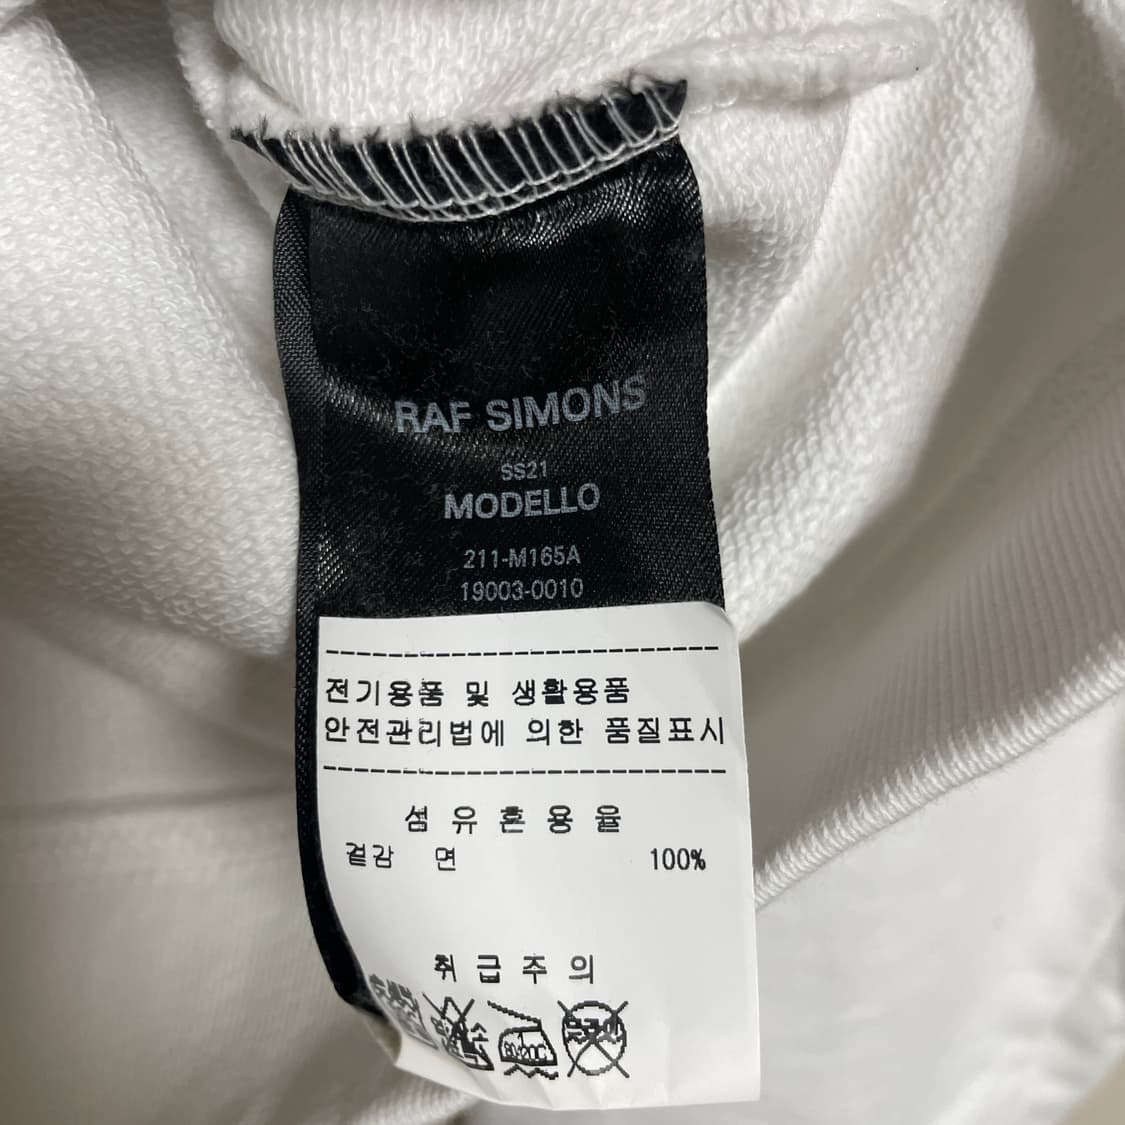 RAF SIMONS
SS21
MODELLO
211-M165A
19003-0010
전기용품 및 생활용품
안전관리법에 의한 품질표시
섬유혼용율
겉감 면 100%
취급주의